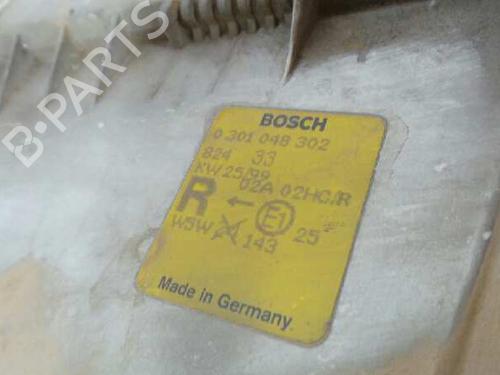 B-PARTS
BOSCH
0 301 048 302
824 33
KW 25/99
02A 02HC/R
R ← E1 25
W5W 143
Made in Germany
B-PARTS